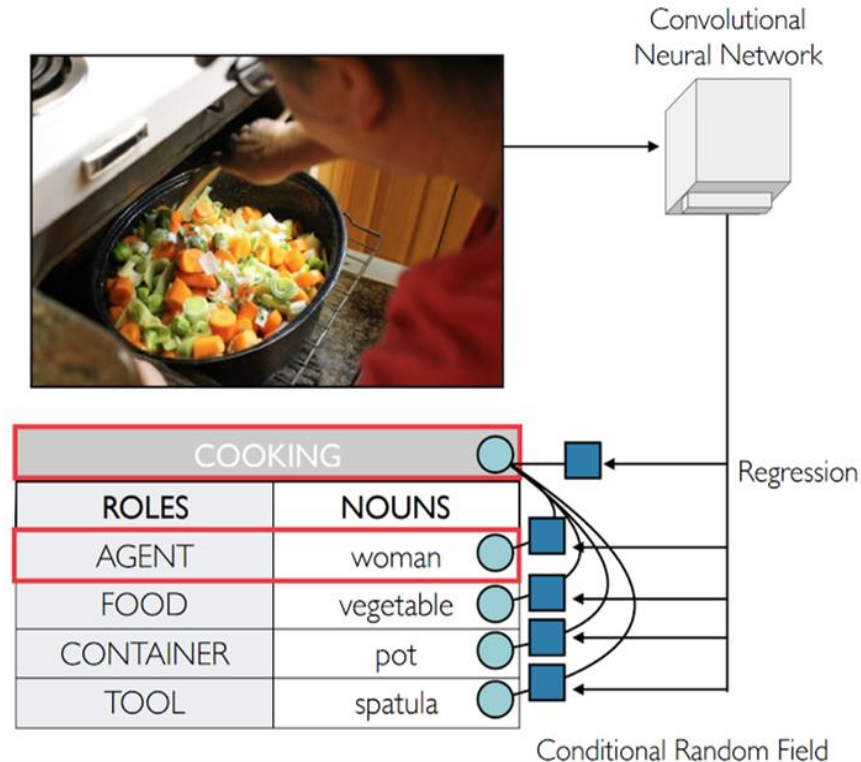 Convolutional
Neural Network
COOKING
Regression
ROLES NOUNS
AGENT woman
FOOD vegetable
CONTAINER pot
TOOL spatula
Conditional Random Field